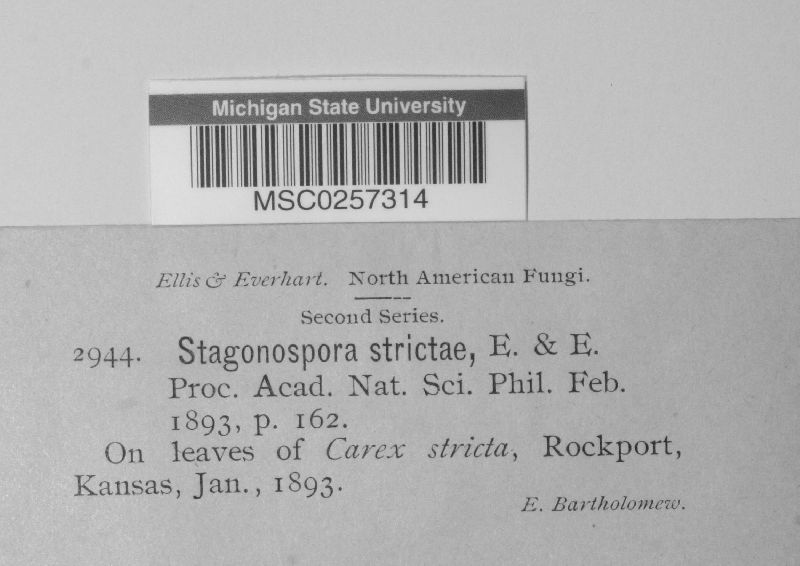 Michigan State University
MSC0257314
Ellis & Everhart. North American Fungi.
Second Series.
2944. Stagonospora strictae, E. & E.
Proc. Acad. Nat. Sci. Phil. Feb.
1893, p. 162.
On leaves of Carex stricta, Rockport,
Kansas, Jan., 1893.
E. Bartholomew.